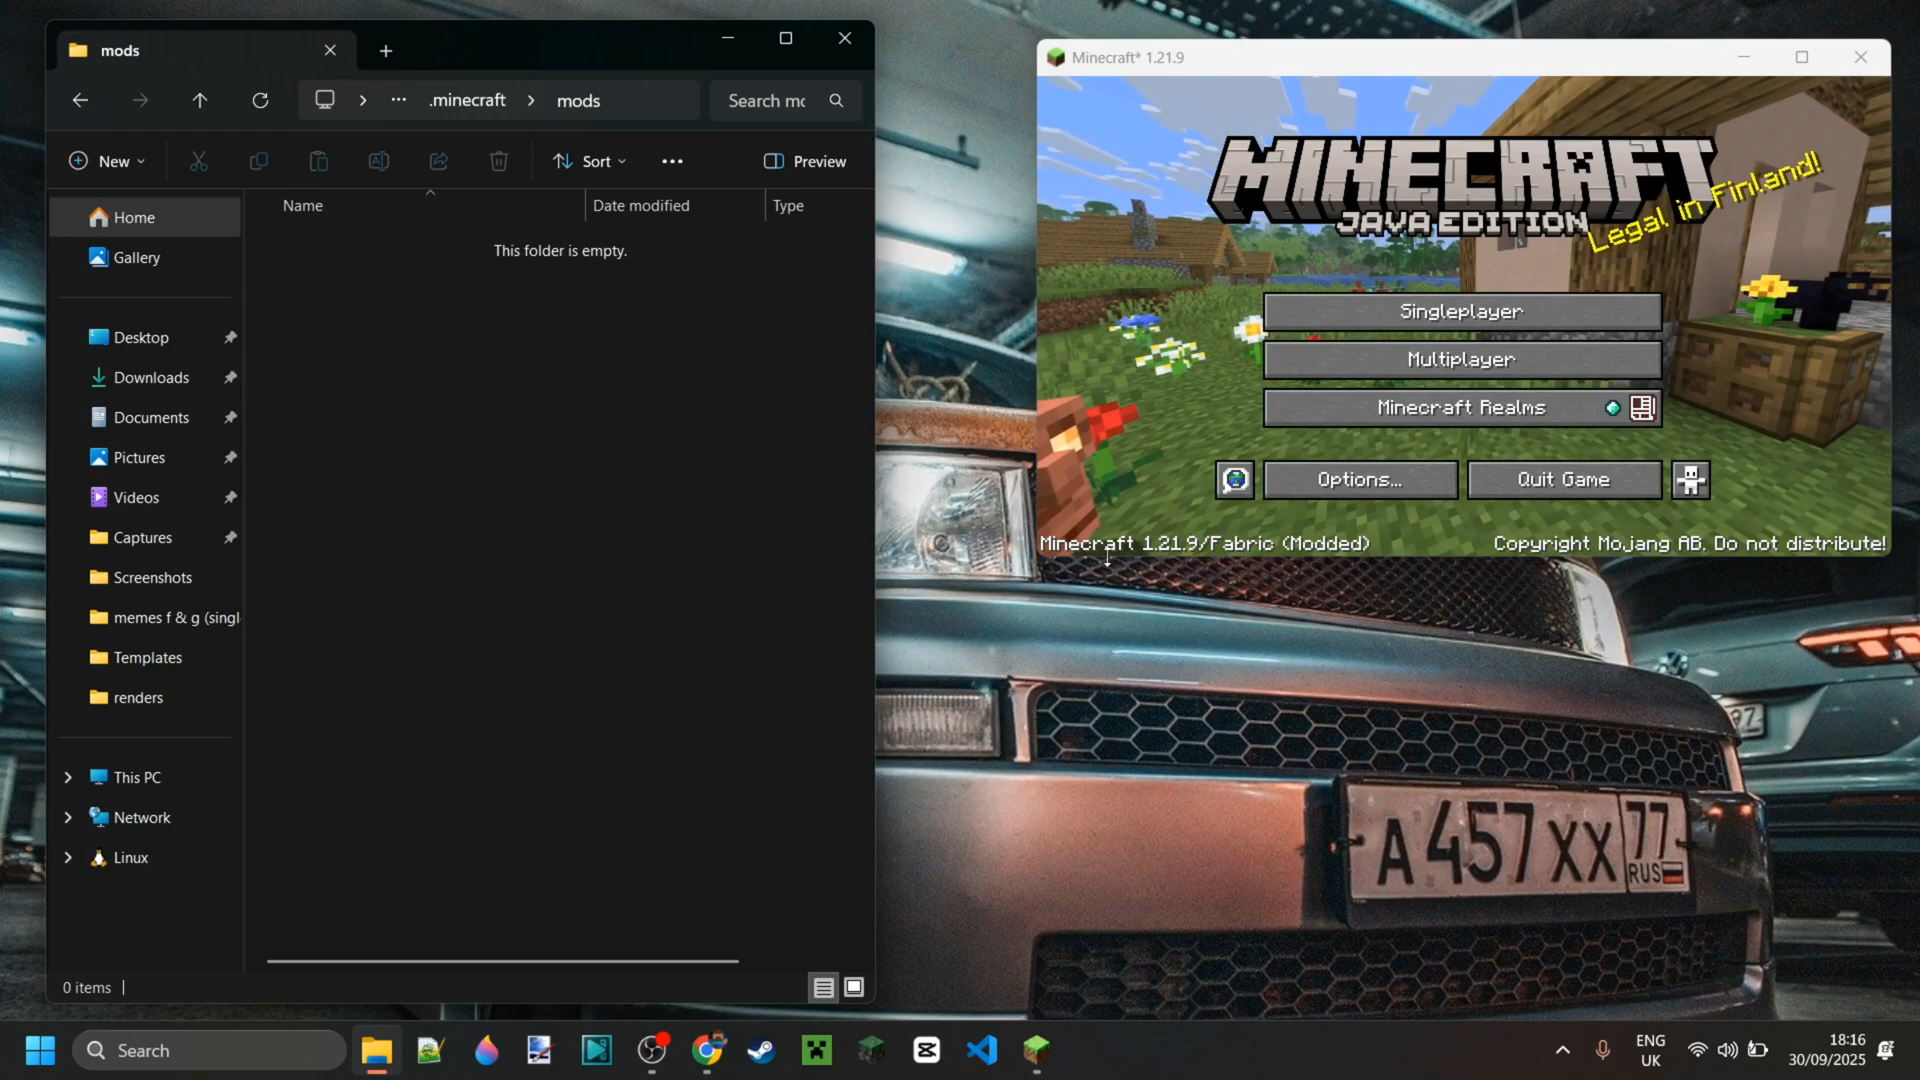 mods
.minecraft
mods
Search mo
New
Sort
Preview
Name
Date modified
Type
This folder is empty.
Home
Gallery
Desktop
Downloads
Documents
Pictures
Videos
Captures
Screenshots
memes f & g (singl
Templates
renders
This PC
Network
Linux
0 items
Minecraft* 1.21.9
MINECRAFT
JAVA EDITION
Legal in Finland!
Singleplayer
Multiplayer
Minecraft Realms
Options...
Quit Game
Minecraft 1.21.9/Fabric (Modded)
Copyright Mojang AB. Do not distribute!
97
A 457 XX 77
RUS
Search
ENG
UK
18:16
30/09/2025